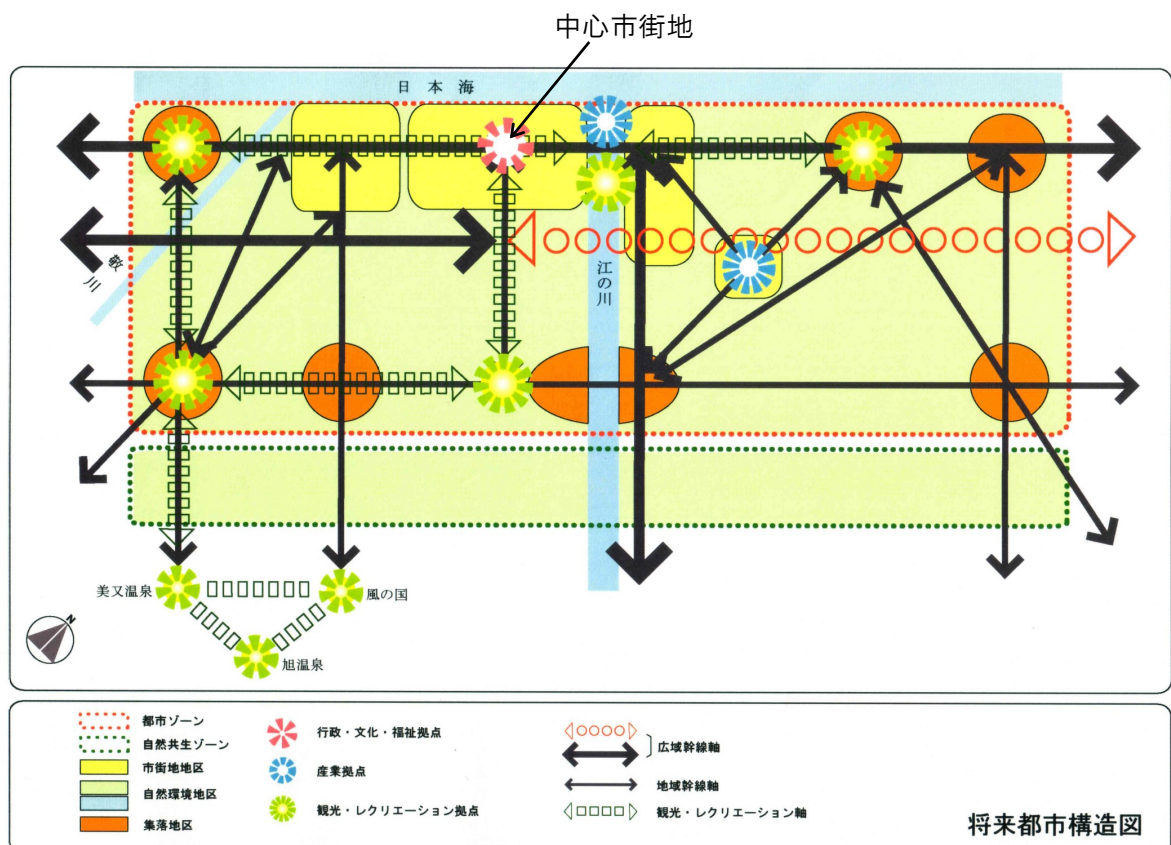 中心市街地
日本海
敬川
江の川
美又温泉
風の国
旭温泉
N
都市ゾーン
自然共生ゾーン
市街地地区
自然環境地区
集落地区
行政・文化・福祉拠点
産業拠点
観光・レクリエーション拠点
広域幹線軸
地域幹線軸
観光・レクリエーション軸
将来都市構造図